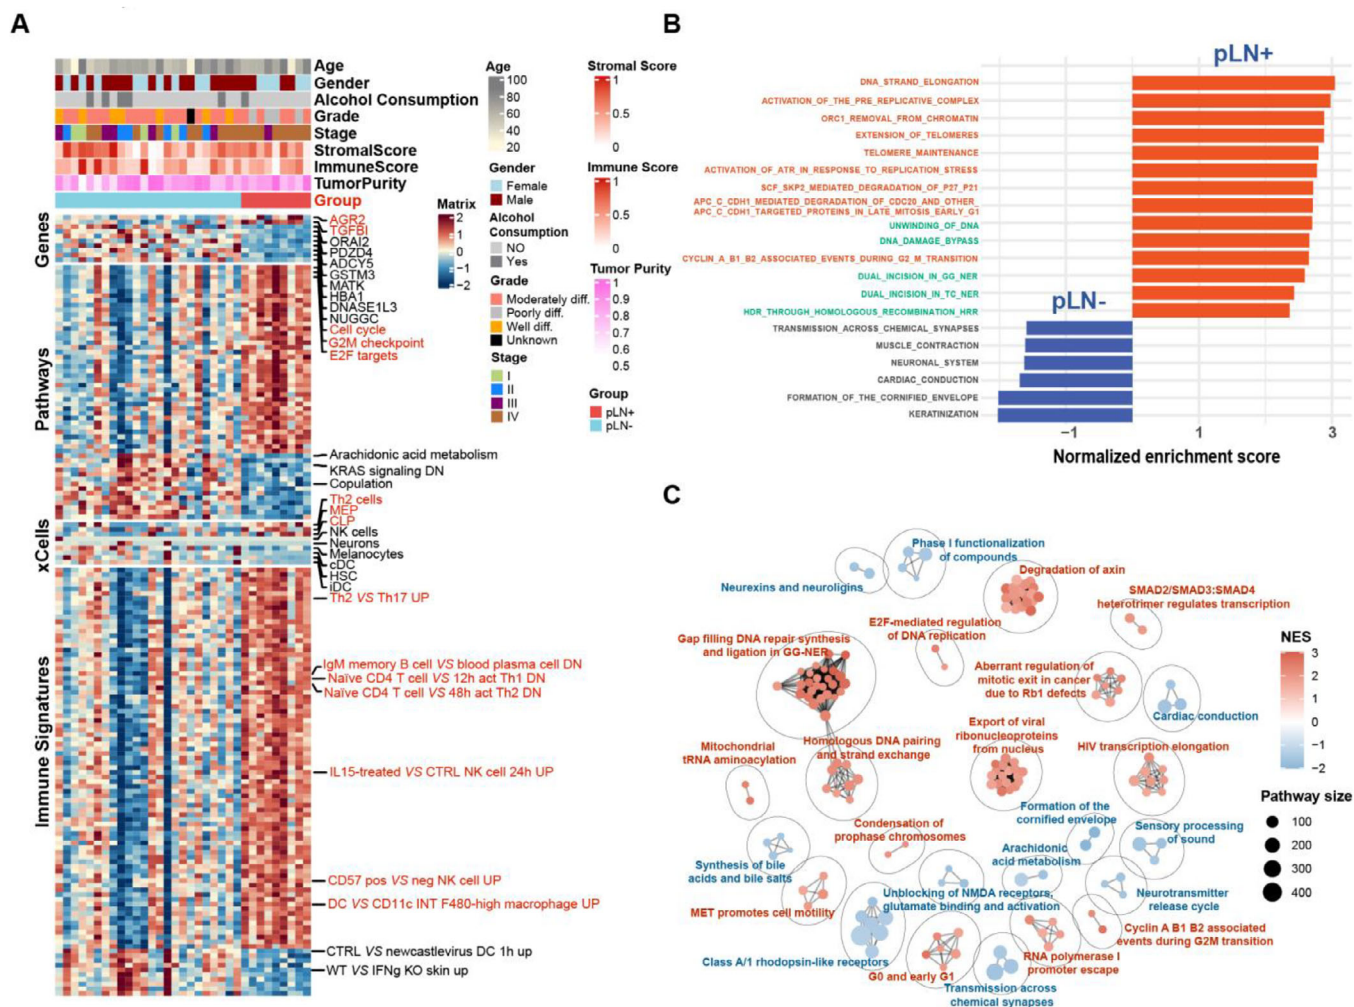 A
Age
Gender
Alcohol Consumption
Grade
Stage
StromalScore
ImmuneScore
TumorPurity
Group
Genes
Pathways
xCells
Immune Signatures
AGR2
TGFBI
ORAI2
PDZD4
ADCY5
GSTM3
MATK
HBA1
DNASE1L3
NUGGC
Cell cycle
G2M checkpoint
E2F targets
Arachidonic acid metabolism
KRAS signaling DN
Copulation
Th2 cells
MEP
CLP
NK cells
Neurons
Melanocytes
cDC
HSC
iDC
Th2 VS Th17 UP
IgM memory B cell VS blood plasma cell DN
Naïve CD4 T cell VS 12h act Th1 DN
Naïve CD4 T cell VS 48h act Th2 DN
IL15-treated VS CTRL NK cell 24h UP
CD57 pos VS neg NK cell UP
DC VS CD11c INT F480-high macrophage UP
CTRL VS newcastlevirus DC 1h up
WT VS IFNg KO skin up
Matrix
2
1
0
−1
−2
Age
100
80
60
40
20
Gender
Female
Male
Alcohol
Consumption
NO
Yes
Grade
Moderately diff.
Poorly diff.
Well diff.
Unknown
Stage
I
II
III
IV
Stromal Score
1
0.5
0
Immune Score
1
0.5
0
Tumor Purity
1
0.9
0.8
0.7
0.6
0.5
Group
pLN+
pLN-
B
pLN+
pLN-
DNA_STRAND_ELONGATION
ACTIVATION_OF_THE_PRE_REPLICATIVE_COMPLEX
ORC1_REMOVAL_FROM_CHROMATIN
EXTENSION_OF_TELOMERES
TELOMERE_MAINTENANCE
ACTIVATION_OF_ATR_IN_RESPONSE_TO_REPLICATION_STRESS
SCF_SKP2_MEDIATED_DEGRADATION_OF_P27_P21
APC_C_CDH1_MEDIATED_DEGRADATION_OF_CDC20_AND_OTHER_
APC_C_CDH1_TARGETED_PROTEINS_IN_LATE_MITOSIS_EARLY_G1
UNWINDING_OF_DNA
DNA_DAMAGE_BYPASS
CYCLIN_A_B1_B2_ASSOCIATED_EVENTS_DURING_G2_M_TRANSITION
DUAL_INCISION_IN_GG_NER
DUAL_INCISION_IN_TC_NER
HDR_THROUGH_HOMOLOGOUS_RECOMBINATION_HRR
TRANSMISSION_ACROSS_CHEMICAL_SYNAPSES
MUSCLE_CONTRACTION
NEURONAL_SYSTEM
CARDIAC_CONDUCTION
FORMATION_OF_THE_CORNIFIED_ENVELOPE
KERATINIZATION
−1
1
3
Normalized enrichment score
C
Phase I functionalization
of compounds
Neurexins and neuroligins
Degradation of axin
SMAD2/SMAD3:SMAD4
heterotrimer regulates transcription
E2F-mediated regulation
of DNA replication
Gap filling DNA repair synthesis
and ligation in GG-NER
Aberrant regulation of
mitotic exit in cancer
due to Rb1 defects
Cardiac conduction
Export of viral
ribonucleoproteins
from nucleus
Homologous DNA pairing
and strand exchange
HIV transcription elongation
Mitochondrial
tRNA aminoacylation
Formation of the
cornified envelope
Condensation of
prophase chromosomes
Sensory processing
of sound
Arachidonic
acid metabolism
Synthesis of bile
acids and bile salts
Unblocking of NMDA receptors,
glutamate binding and activation
Neurotransmitter
release cycle
MET promotes cell motility
Cyclin A B1 B2 associated
events during G2M transition
Class A/1 rhodopsin-like receptors
G0 and early G1
RNA polymerase I
promoter escape
Transmission across
chemical synapses
NES
3
2
1
0
−1
−2
Pathway size
100
200
300
400